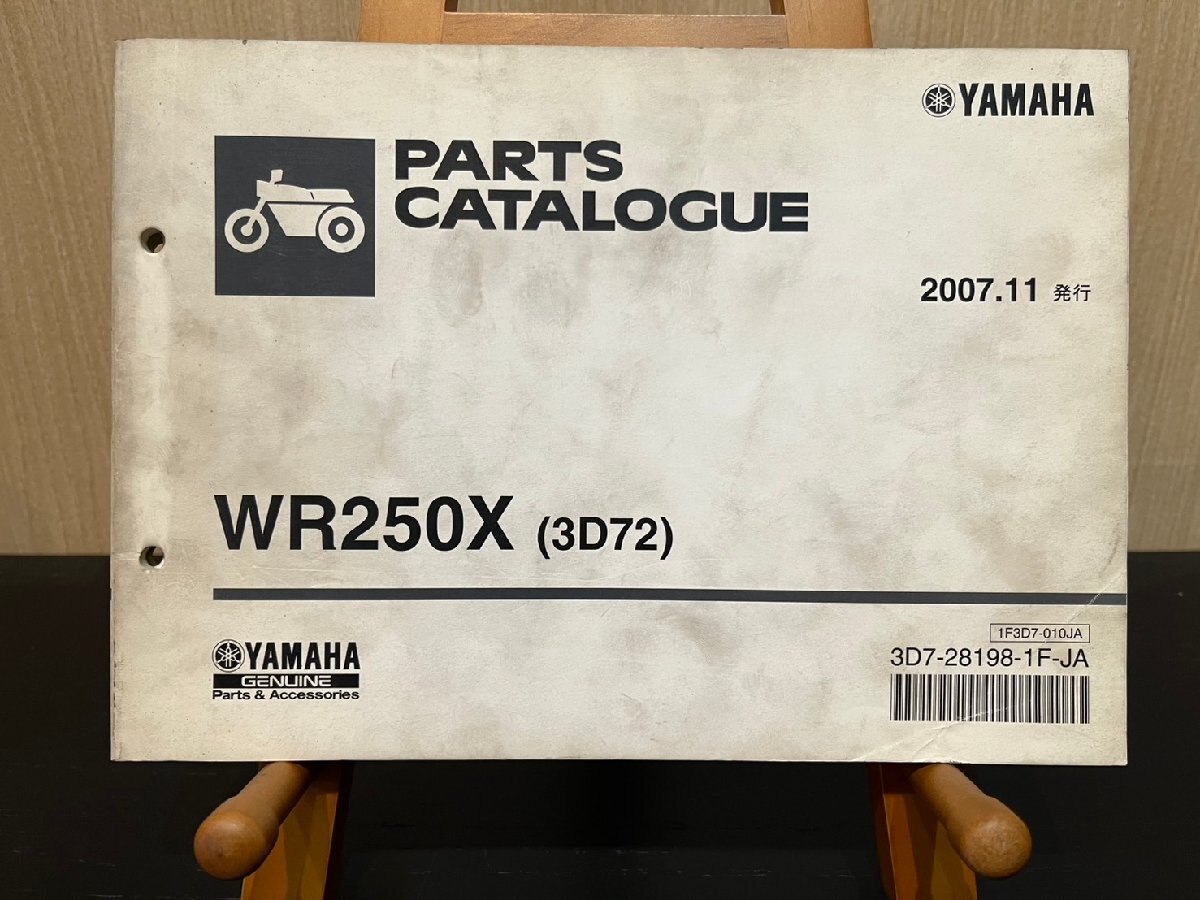 YAMAHA
PARTS
CATALOGUE
2007.11 発行
WR250X (3D72)
YAMAHA
GENUINE
Parts & Accessories
1F3D7-010JA
3D7-28198-1F-JA